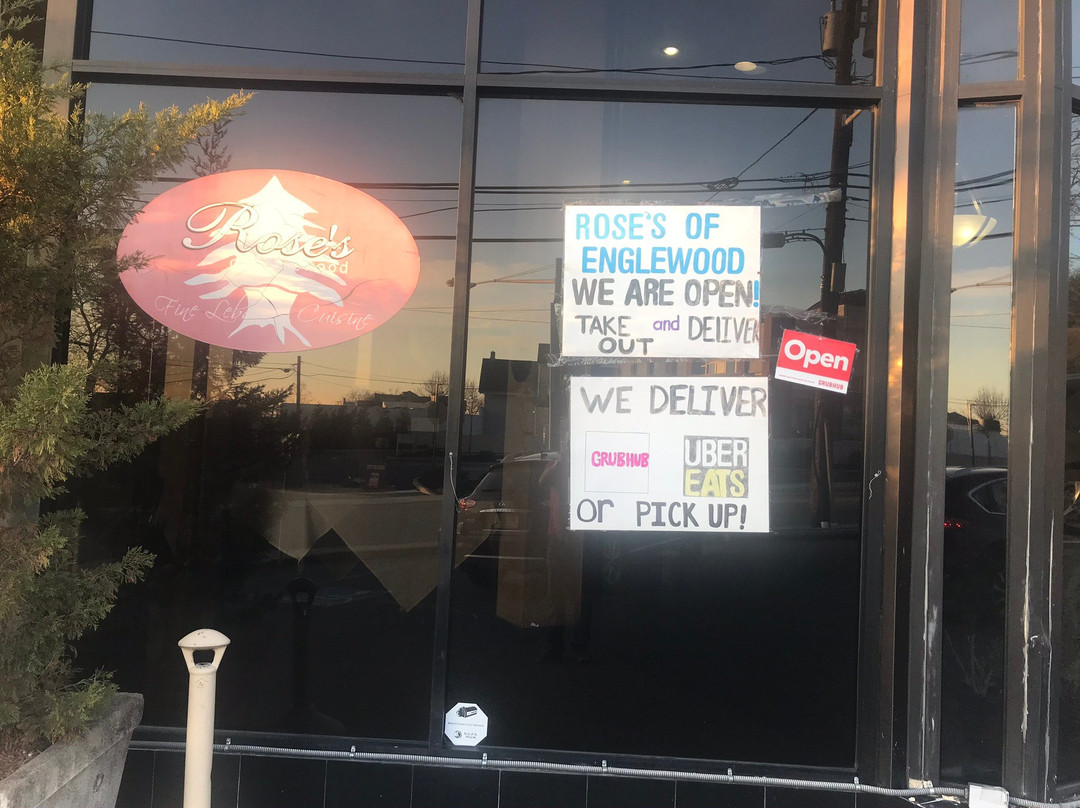 Rose's
Fine Cuisine
ROSE'S OF
ENGLEWOOD
WE ARE OPEN!
TAKE and DELIVER
OUT
Open
GRUBHUB
WE DELIVER
GRUBHUB
UBER
EATS
or PICK UP!